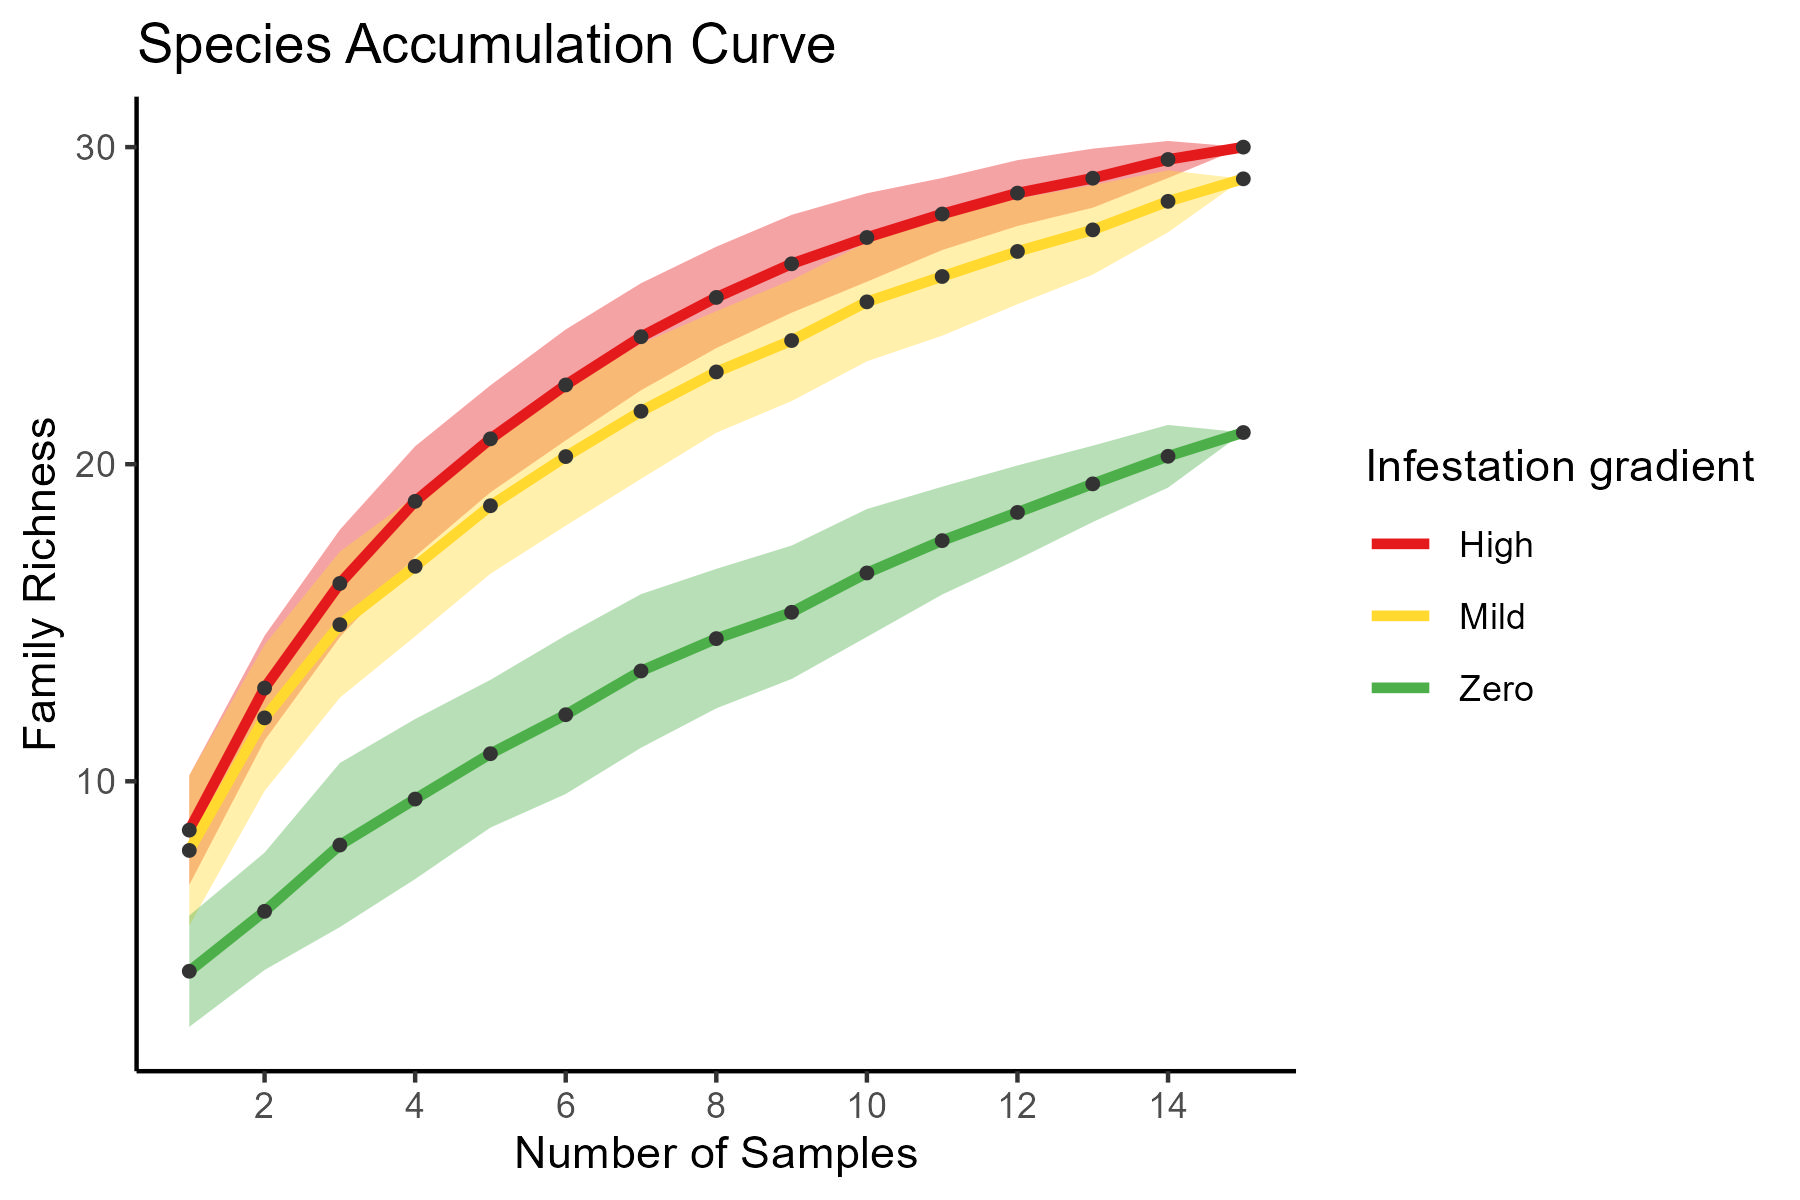 Species Accumulation Curve
30
20
10
Family Richness
2 4 6 8 10 12 14
Number of Samples
Infestation gradient
High
Mild
Zero